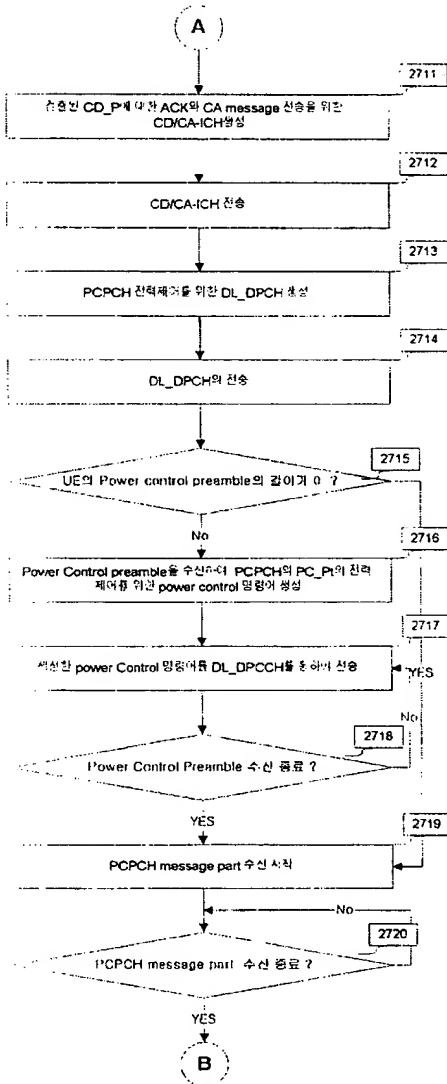 A
2711
검출된 CD_P에 대한 ACK와 CA message 전송을 위한
CD/CA-ICH생성
2712
CD/CA-ICH 전송
2713
PCPCH 전력제어를 위한 DL_DPCH 생성
2714
DL_DPCH의 전송
2715
UE의 Power control preamble의 길이가 0 ?
No
2716
Power Control preamble을 수신하여 PCPCH의 PC_P의 전력
제어를 위한 power control 명령어 생성
2717
생성한 power Control 명령어를 DL_DPCCH를 통하여 전송
YES
No
2718
Power Control Preamble 수신 종료 ?
YES
2719
PCPCH message part 수신 시작
No
2720
PCPCH message part 수신 종료 ?
YES
B